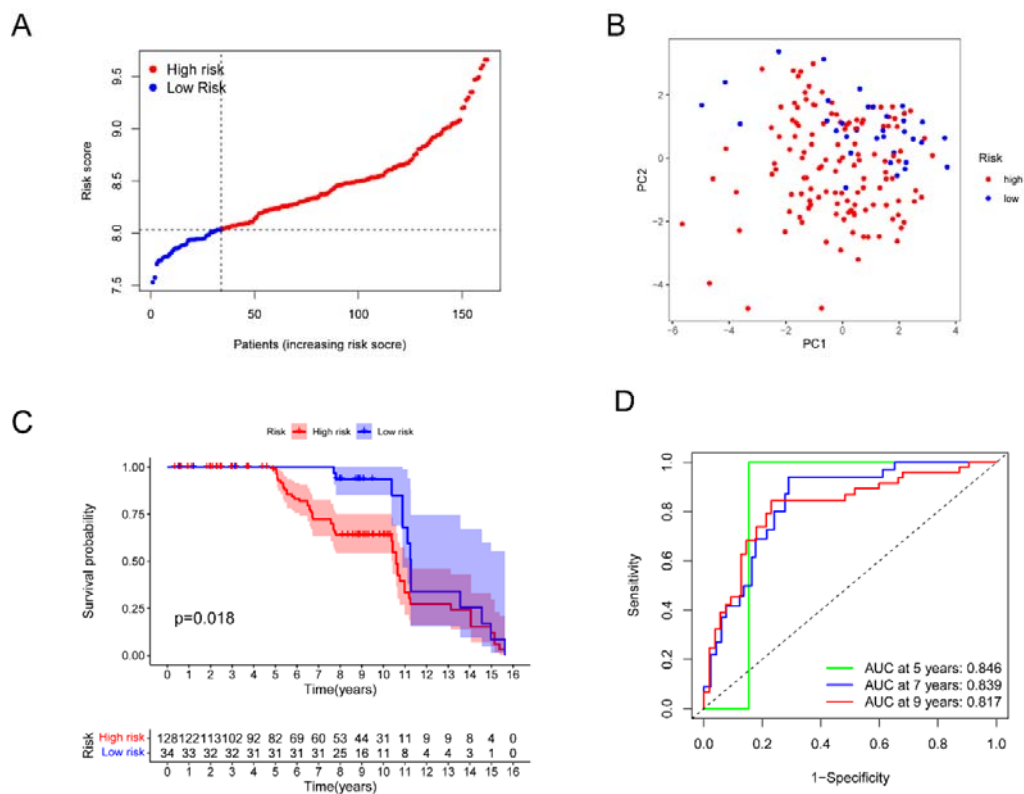 A
High risk
Low Risk
Risk score
9.5
9.0
8.5
8.0
7.5
0 50 100 150
Patients (increasing risk socre)
B
PC2
2
0
−2
−4
−6 −4 −2 0 2 4
PC1
Risk
high
low
C
Risk High risk Low risk
Survival probability
1.00
0.75
0.50
0.25
0.00
p=0.018
0 1 2 3 4 5 6 7 8 9 10 11 12 13 14 15 16
Time(years)
Risk
High risk 128 122 113 102 92 82 69 60 53 44 31 11 9 9 8 4 0
Low risk 34 33 32 32 31 31 31 31 25 16 11 8 4 4 3 1 0
0 1 2 3 4 5 6 7 8 9 10 11 12 13 14 15 16
Time(years)
D
Sensitivity
1.0
0.8
0.6
0.4
0.2
0.0
AUC at 5 years: 0.846
AUC at 7 years: 0.839
AUC at 9 years: 0.817
0.0 0.2 0.4 0.6 0.8 1.0
1−Specificity